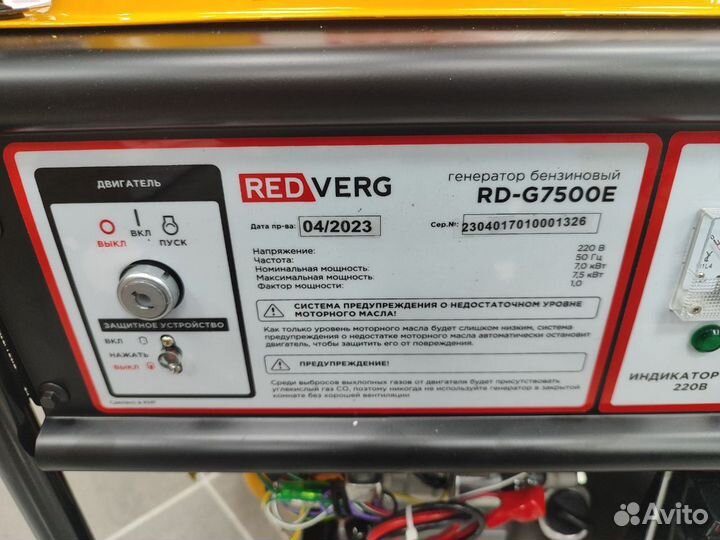 ДВИГАТЕЛЬ
ВКЛ
ВЫКЛ ПУСК
ЗАЩИТНОЕ УСТРОЙСТВО
ВКЛ
НАЖАТЬ
ВЫКЛ
Сделано в КНР
REDVERG
генератор бензиновый
RD-G7500E
Дата пр-ва: 04/2023 Сер.№: 2304017010001326
Напряжение: 220 В
Частота: 50 Гц
Номинальная мощность: 7,0 кВт
Максимальная мощность: 7,5 кВт
Фактор мощности: 1,0
СИСТЕМА ПРЕДУПРЕЖДЕНИЯ О НЕДОСТАТОЧНОМ УРОВНЕ
МОТОРНОГО МАСЛА!
Как только уровень моторного масла будет слишком низким, система
предупреждения о недостатке моторного масла автоматически остановит
двигатель, чтобы защитить его от повреждения.
ПРЕДУПРЕЖДЕНИЕ!
Среди выбросов выхлопных газов от двигателя будет присутствовать
углекислый газ СО, поэтому никогда не используйте генератор в закрытой
комнате без хорошей вентиляции
ИНДИКАТОР
220В
Avito